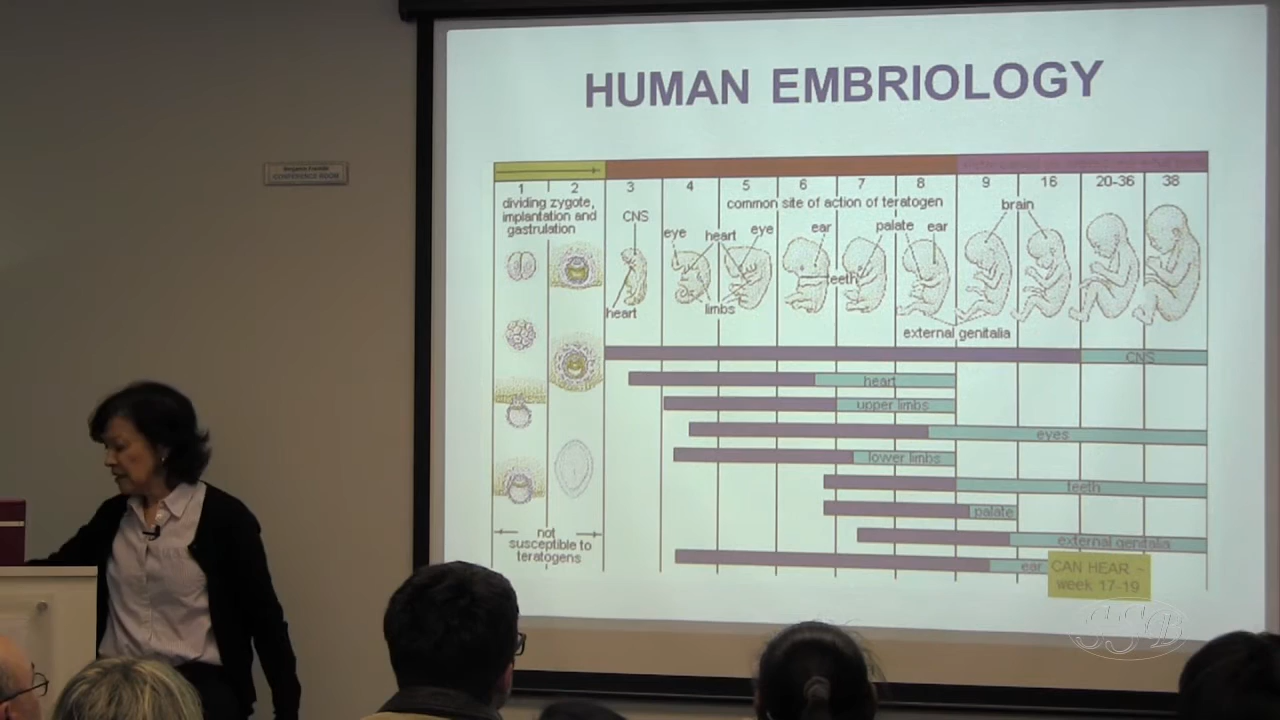 HUMAN EMBRIOLOGY
CONFERENCE ROOM
1 2 3 4 5 6 7 8 9 16 20-36 38
dividing zygote,
implantation and
gastrulation
common site of action of teratogen
CNS
eye
heart
eye
ear
palate
ear
brain
teeth
heart
limbs
external genitalia
CNS
heart
upper limbs
eyes
lower limbs
teeth
palate
external genitalia
ear
not
susceptible to
teratogens
CAN HEAR ~
week 17-19
SSB